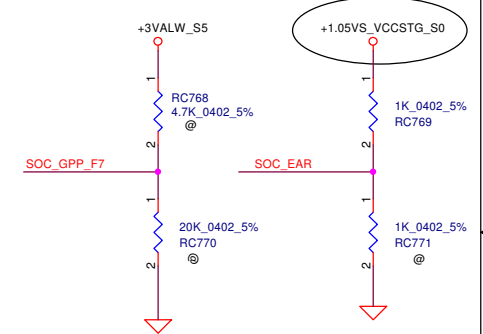 +3VALW_S5
+1.05VS_VCCSTG_S0
1
1
RC768
4.7K_0402_5%
@
1K_0402_5%
RC769
2
2
SOC_GPP_F7
SOC_EAR
1
1
20K_0402_5%
RC770
@
1K_0402_5%
RC771
@
2
2